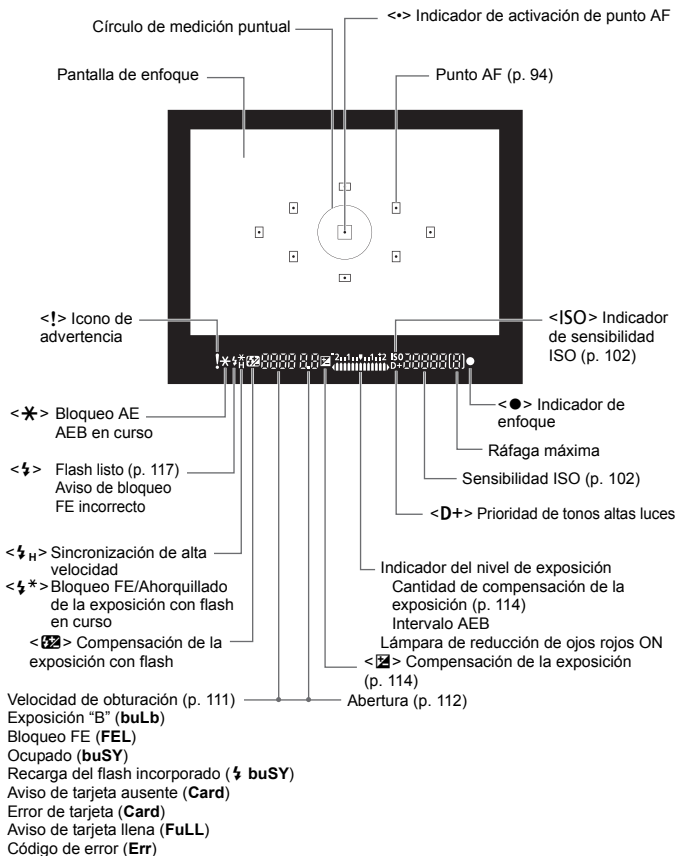 Círculo de medición puntual
<•> Indicador de activación de punto AF
Pantalla de enfoque
Punto AF (p. 94)
<!> Icono de
advertencia
<ISO> Indicador
de sensibilidad
ISO (p. 102)
<✱> Bloqueo AE
AEB en curso
<●> Indicador de
enfoque
Ráfaga máxima
<⚡> Flash listo (p. 117)
Aviso de bloqueo
FE incorrecto
Sensibilidad ISO (p. 102)
<D+> Prioridad de tonos altas luces
<⚡H> Sincronización de alta
velocidad
<⚡*> Bloqueo FE/Ahorquillado
de la exposición con flash
en curso
Indicador del nivel de exposición
Cantidad de compensación de la
exposición (p. 114)
Intervalo AEB
Lámpara de reducción de ojos rojos ON
<⚡±> Compensación de la
exposición con flash
<±> Compensación de la exposición
(p. 114)
Velocidad de obturación (p. 111)
Abertura (p. 112)
Exposición “B” (buLb)
Bloqueo FE (FEL)
Ocupado (buSY)
Recarga del flash incorporado (⚡ buSY)
Aviso de tarjeta ausente (Card)
Error de tarjeta (Card)
Aviso de tarjeta llena (FuLL)
Código de error (Err)